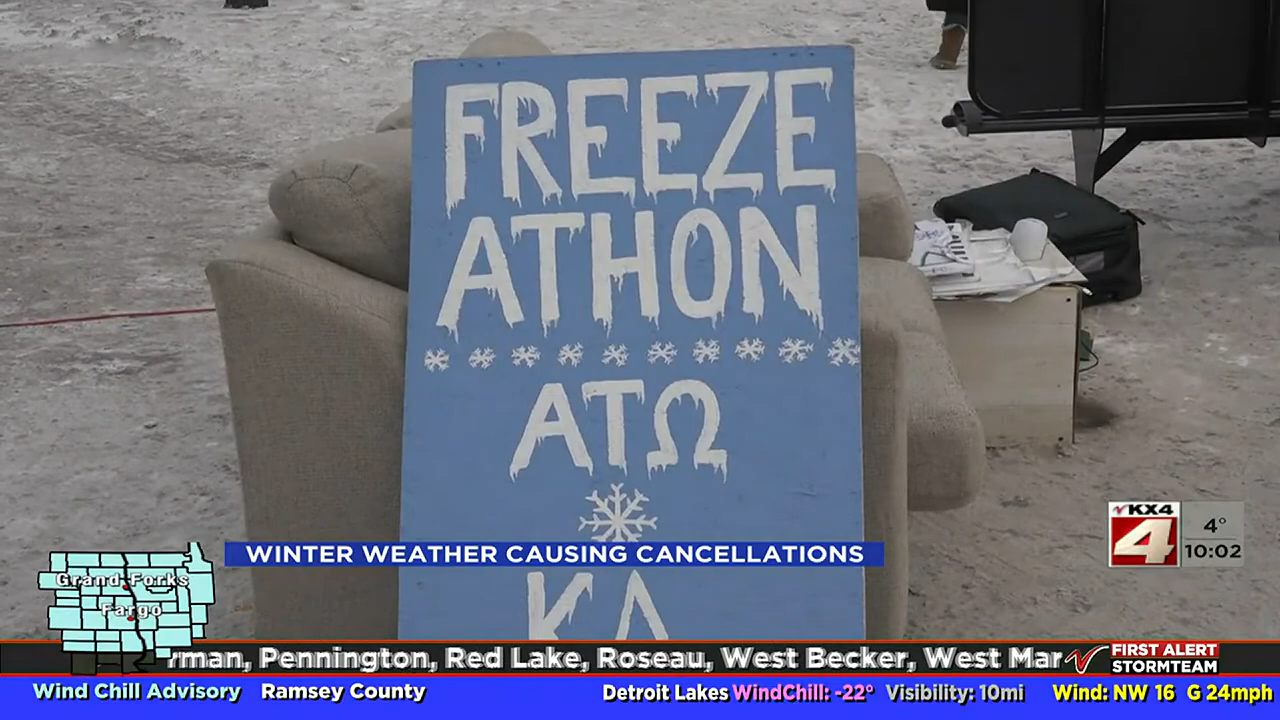 FREEZE
ATHON
ΑΤΩ
ΚΔ
WINTER WEATHER CAUSING CANCELLATIONS
KX4
4
4°
10:02
Grand Forks
Fargo
rman, Pennington, Red Lake, Roseau, West Becker, West Mar
FIRST ALERT
STORMTEAM
Wind Chill Advisory Ramsey County Detroit Lakes WindChill: -22° Visibility: 10mi Wind: NW 16 G 24mph